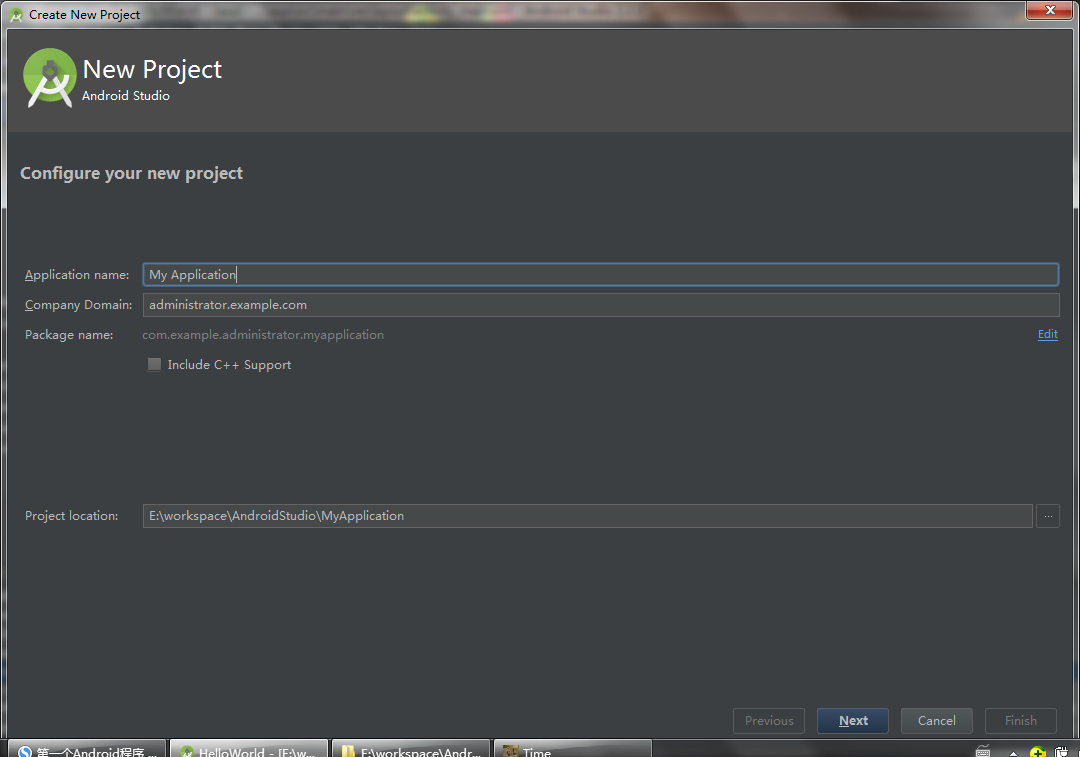 Create New Project
New Project
Android Studio
Configure your new project
Application name: My Application
Company Domain: administrator.example.com
Package name: com.example.administrator.myapplication Edit
Include C++ Support
Project location: E:\workspace\AndroidStudio\MyApplication ...
Previous Next Cancel Finish
第一个Android程序 ... HelloWorld - [E:\w... E:\workspace\Andr... Time